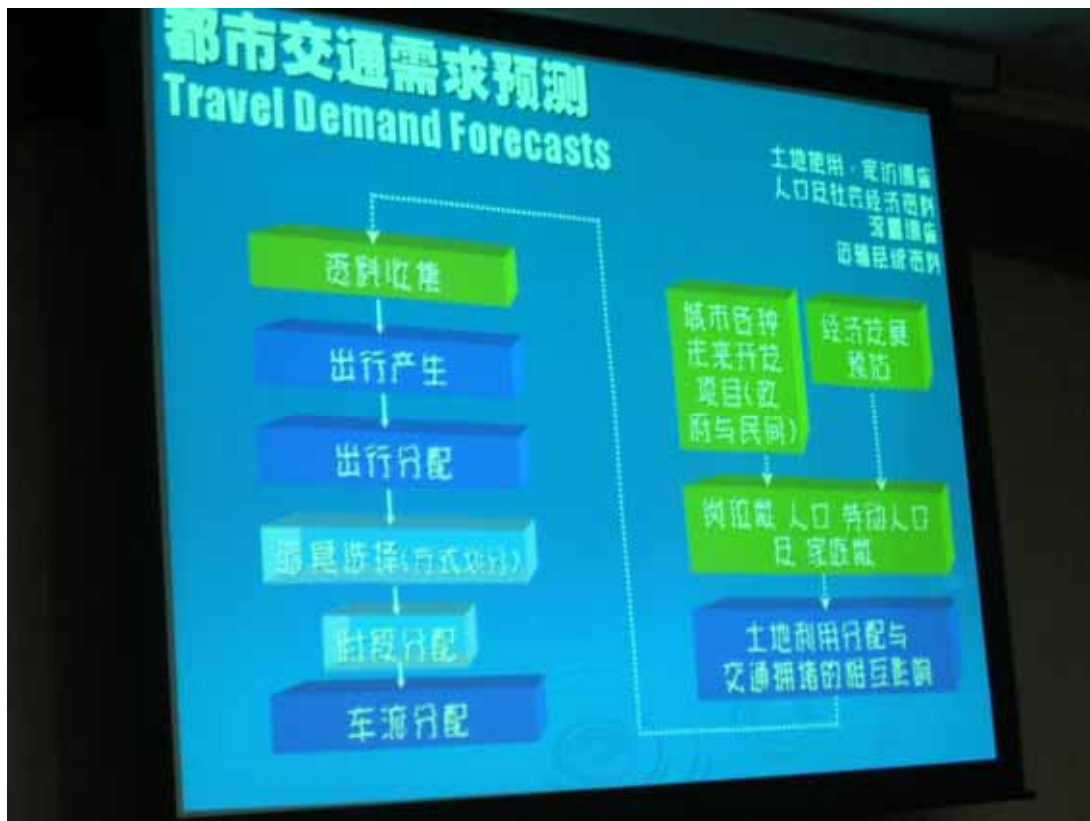 都市交通需求预测
Travel Demand Forecasts
土地使用，家访调查
人口及社会经济资料
流量调查
运输系统资料
资料收集
出行产生
出行分配
运具选择(方式划分)
时段分配
车流分配
城市各种
未来开发
项目(政
府与民间)
经济发展
预估
岗位数 人口 劳动人口
及 家庭数
土地利用分配与
交通拥堵的相互影响